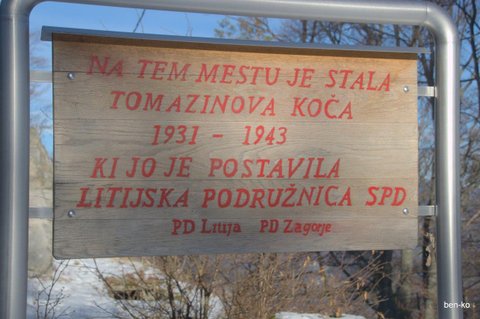 NA TEM MESTU JE STALA
TOMAZINOVA KOČA
1931 - 1943
KI JO JE POSTAVILA
LITIJSKA PODRUŽNICA SPD
PD Litija PD Zagorje
ben-ko